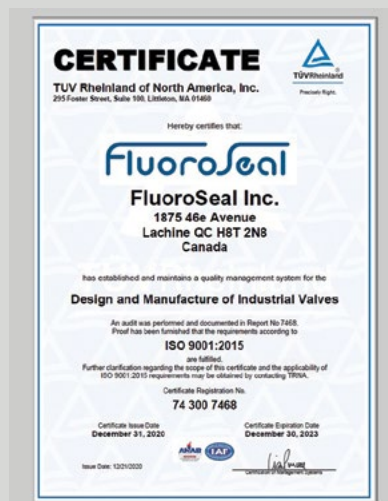 CERTIFICATE
TÜVRheinland
TUV Rheinland of North America, Inc.
295 Foster Street, Suite 100, Littleton, MA 01460
Precisely Right.
Hereby certifies that:
FluoroSeal
FluoroSeal Inc.
1875 46e Avenue
Lachine QC H8T 2N8
Canada
has established and maintains a quality management system for the
Design and Manufacture of Industrial Valves
An audit was performed and documented in Report No 7468.
Proof has been furnished that the requirements according to
ISO 9001:2015
are fulfilled.
Further clarification regarding the scope of this certificate and the applicability of
ISO 9001:2015 requirements may be obtained by contacting TRNA.
Certificate Registration No.
74 300 7468
Certificate Issue Date
December 31, 2020
Certificate Expiration Date
December 30, 2023
ANAB
IAF
Issue Date: 12/21/2020
Certification of Management Systems